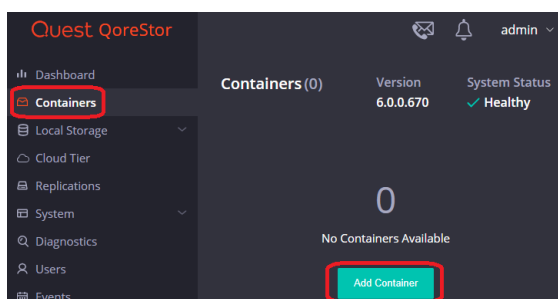 Quest QoreStor
admin
Dashboard
Containers
Local Storage
Cloud Tier
Replications
System
Diagnostics
Users
Events
Containers (0)
Version
6.0.0.670
System Status
Healthy
0
No Containers Available
Add Container